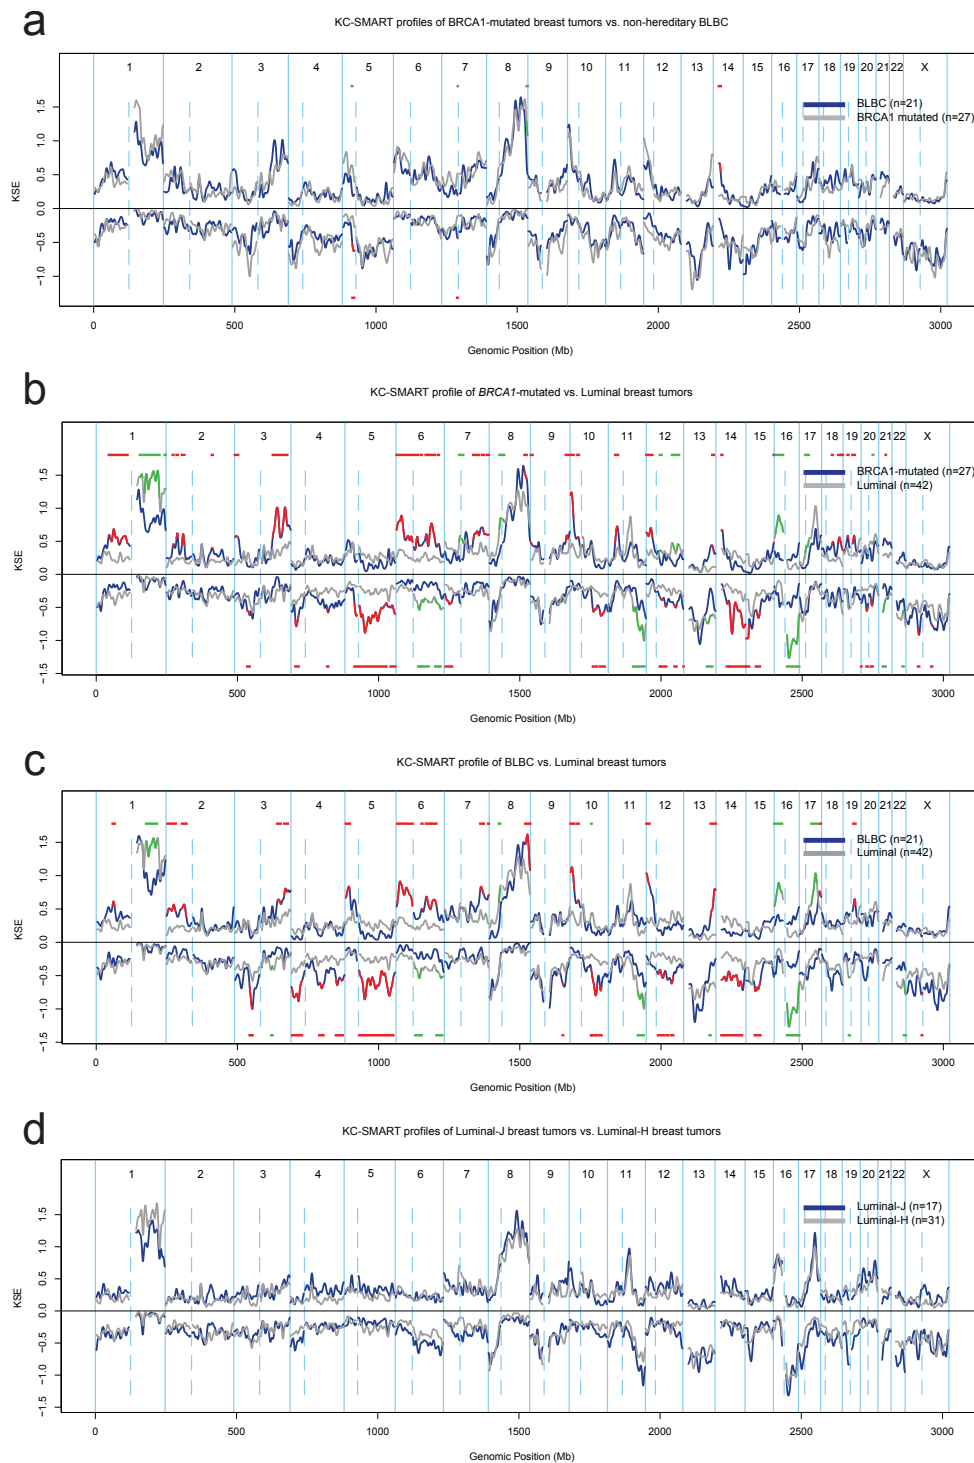 a
KC-SMART profiles of BRCA1-mutated breast tumors vs. non-hereditary BLBC
1 2 3 4 5 6 7 8 9 10 11 12 13 14 15 16 17 18 19 20 21 22 X
BLBC (n=21)
BRCA1 mutated (n=27)
KSE
1.5
1.0
0.5
0.0
−0.5
−1.0
0 500 1000 1500 2000 2500 3000
Genomic Position (Mb)
b
KC-SMART profile of BRCA1-mutated vs. Luminal breast tumors
1 2 3 4 5 6 7 8 9 10 11 12 13 14 15 16 17 18 19 20 21 22 X
BRCA1-mutated (n=27)
Luminal (n=42)
KSE
1.5
1.0
0.5
0.0
−0.5
−1.0
−1.5
0 500 1000 1500 2000 2500 3000
Genomic Position (Mb)
c
KC-SMART profile of BLBC vs. Luminal breast tumors
1 2 3 4 5 6 7 8 9 10 11 12 13 14 15 16 17 18 19 20 21 22 X
BLBC (n=21)
Luminal (n=42)
KSE
1.5
1.0
0.5
0.0
−0.5
−1.0
−1.5
0 500 1000 1500 2000 2500 3000
Genomic Position (Mb)
d
KC-SMART profiles of Luminal-J breast tumors vs. Luminal-H breast tumors
1 2 3 4 5 6 7 8 9 10 11 12 13 14 15 16 17 18 19 20 21 22 X
Luminal-J (n=17)
Luminal-H (n=31)
KSE
1.5
1.0
0.5
0.0
−0.5
−1.0
−1.5
0 500 1000 1500 2000 2500 3000
Genomic Position (Mb)